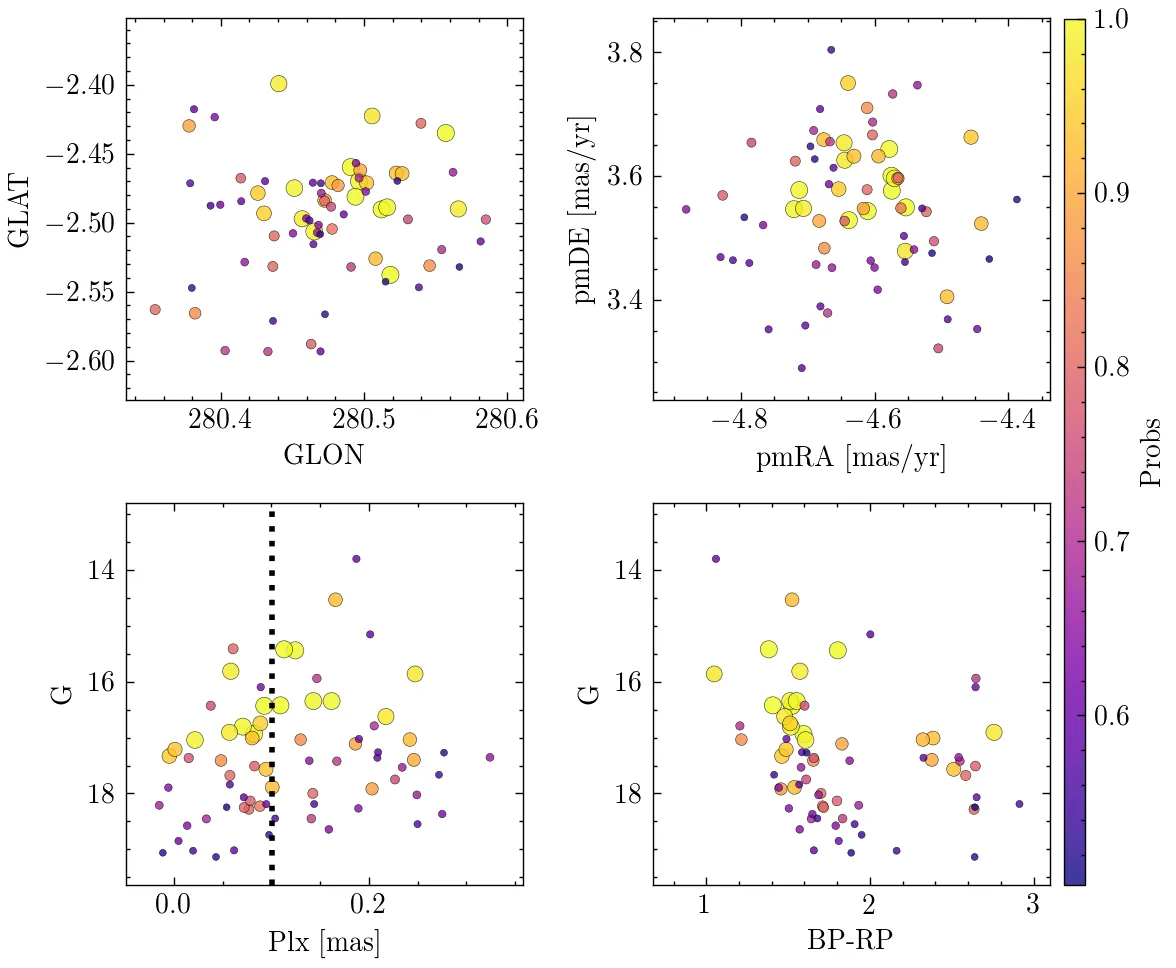 −2.40
−2.45
−2.50
−2.55
−2.60
GLAT
280.4 280.5 280.6
GLON
3.8
3.6
3.4
pmDE [mas/yr]
−4.8 −4.6 −4.4
pmRA [mas/yr]
14
16
18
G
0.0 0.2
Plx [mas]
14
16
18
G
1 2 3
BP-RP
1.0
0.9
0.8
0.7
0.6
Probs